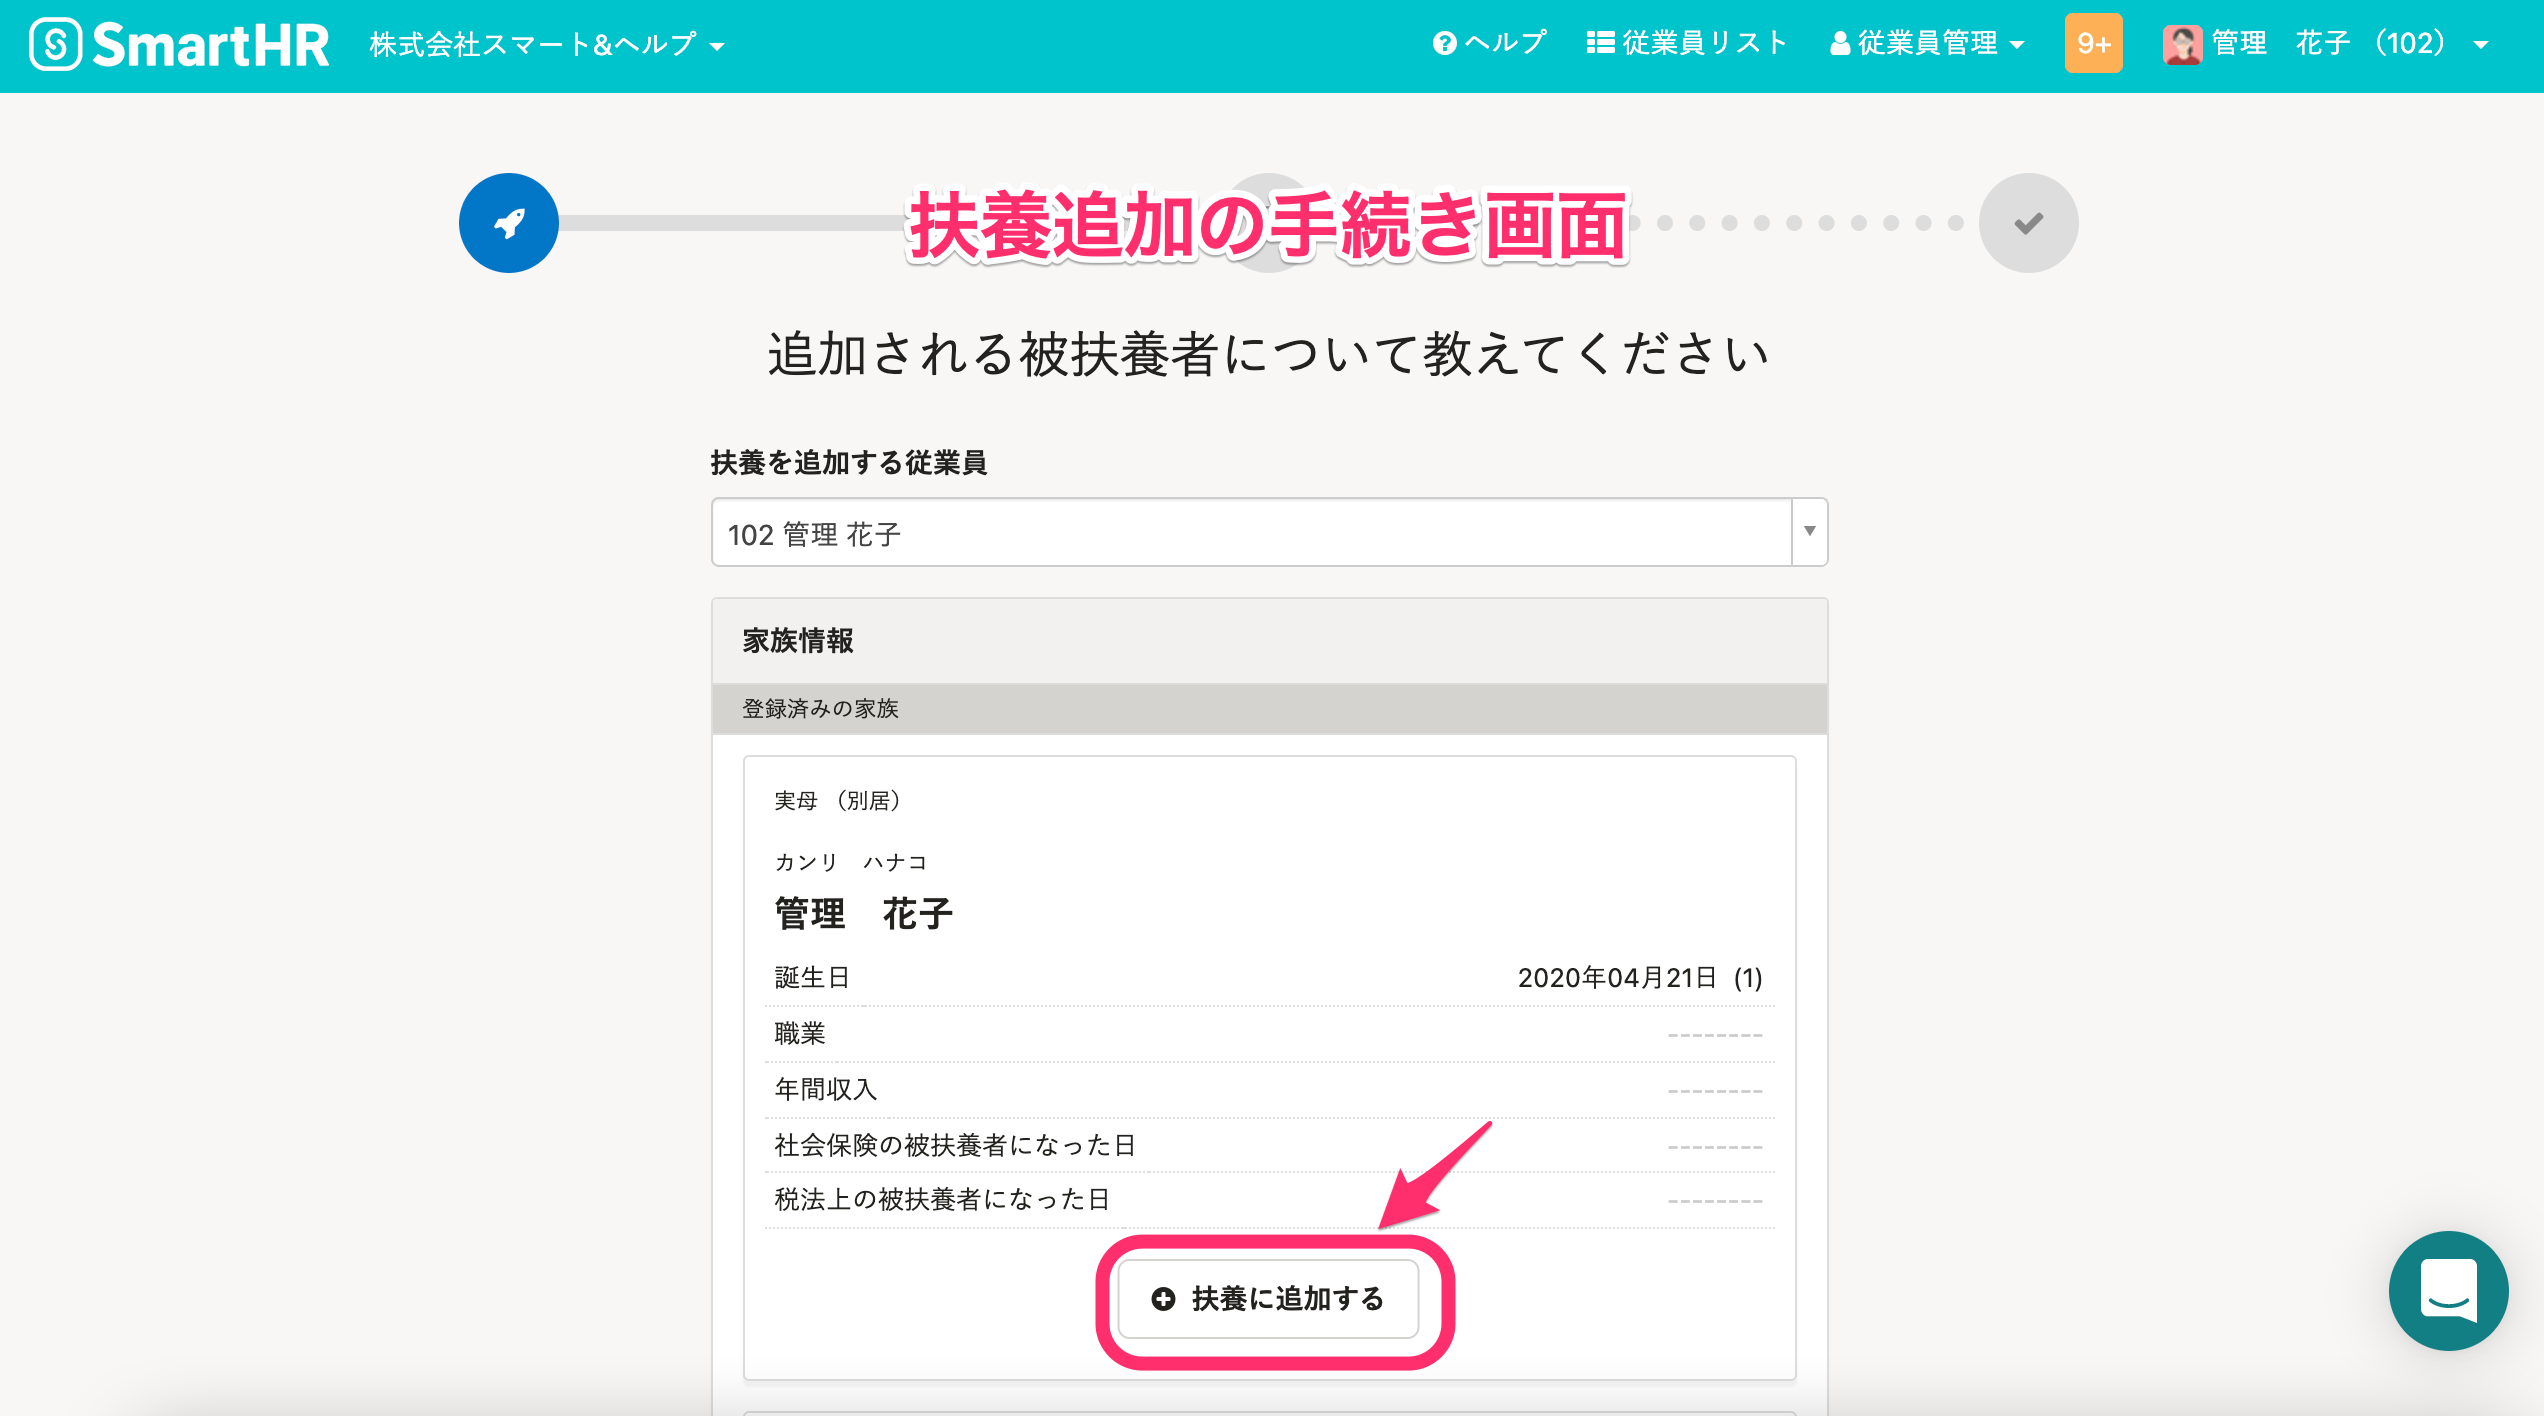 SmartHR 株式会社スマート&ヘルプ ヘルプ 従業員リスト 従業員管理 9+ 管理　花子 （102）
扶養追加の手続き画面
追加される被扶養者について教えてください
扶養を追加する従業員
102 管理 花子
家族情報
登録済みの家族
実母 （別居）
カンリ　ハナコ
管理　花子
誕生日 2020年04月21日 (1)
職業 --------
年間収入 --------
社会保険の被扶養者になった日 --------
税法上の被扶養者になった日 --------
扶養に追加する